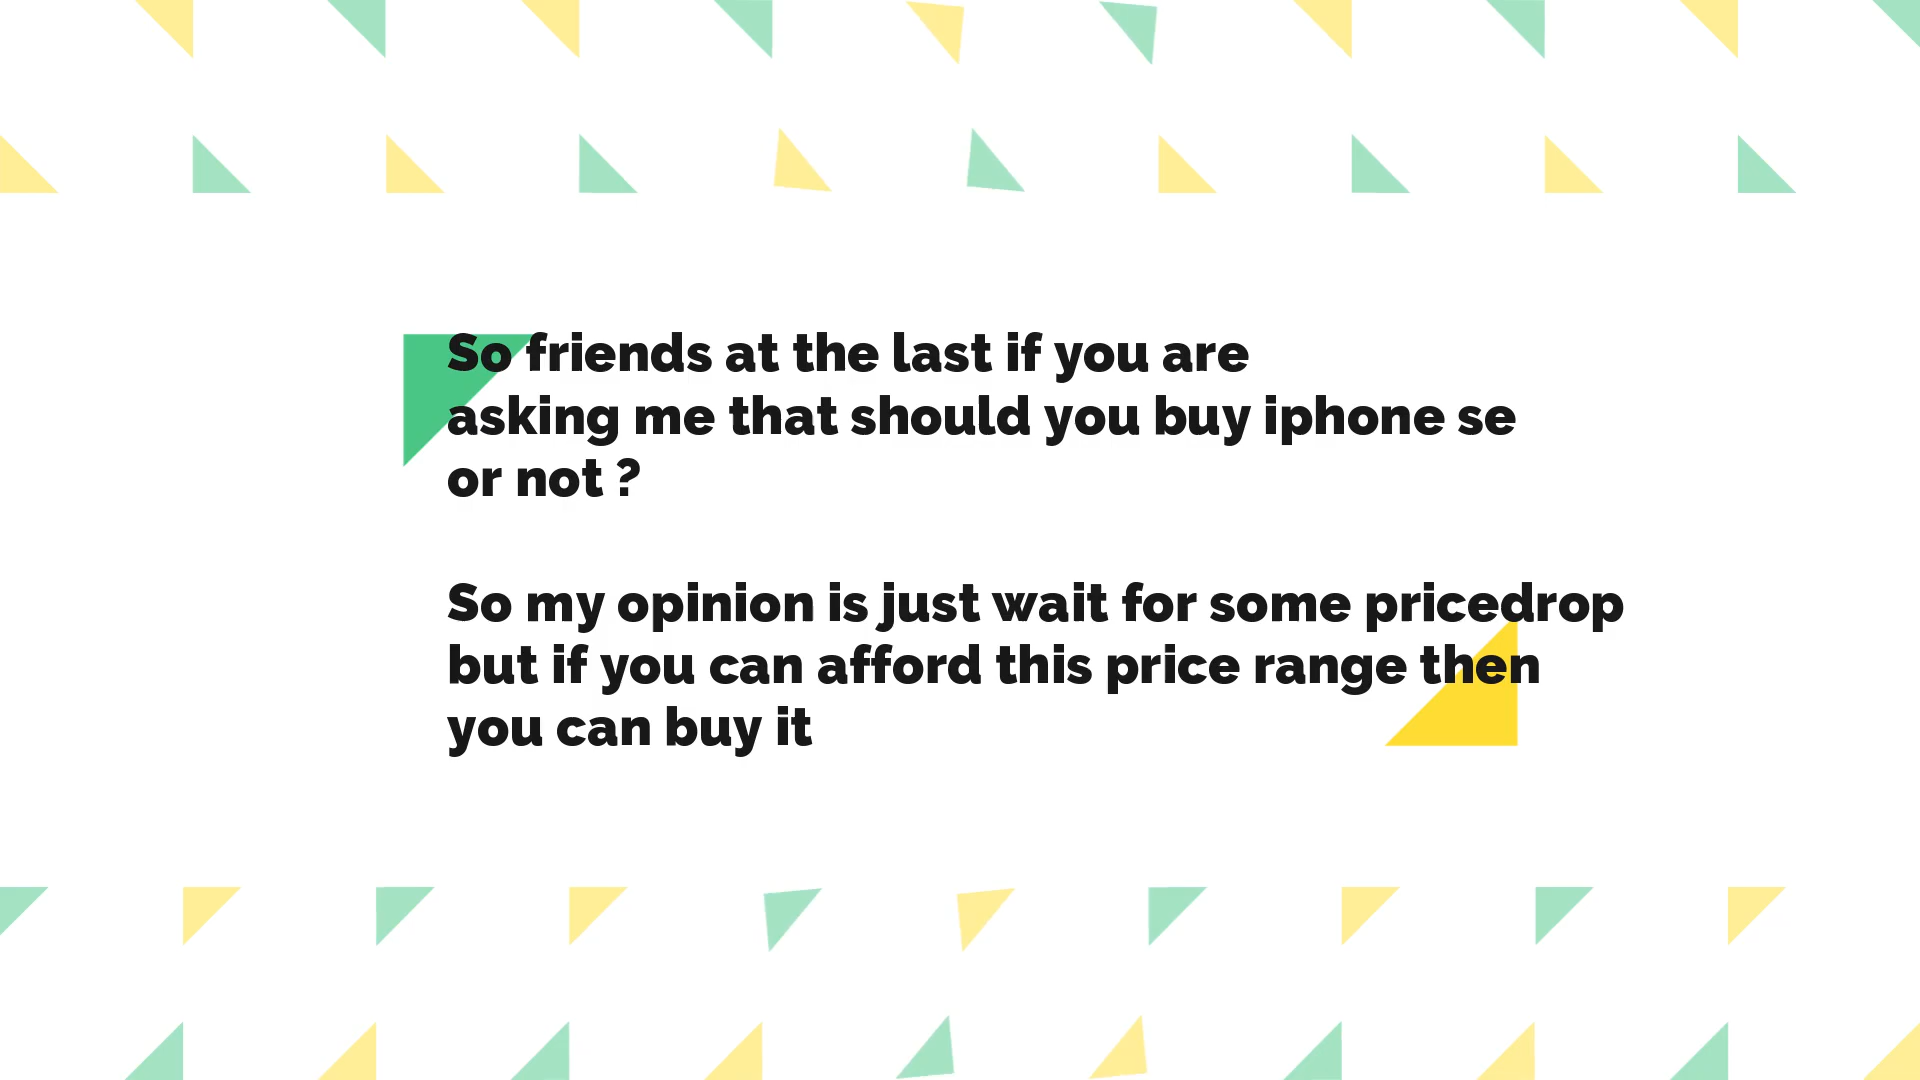 So friends at the last if you are
asking me that should you buy iphone se
or not ?
So my opinion is just wait for some pricedrop
but if you can afford this price range then
you can buy it